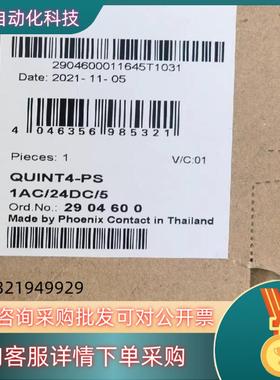 自动化科技
2904600011645T1031
Date: 2021- 11- 05
4 046356 985321
Pieces: 1
V/C:01
QUINT4-PS
1AC/24DC/5
Ord.No.: 29 04 60 0
Made by Phoenix Contact in Thailand
321949929
咨询采购批发可对公开票
客服详情下单采购